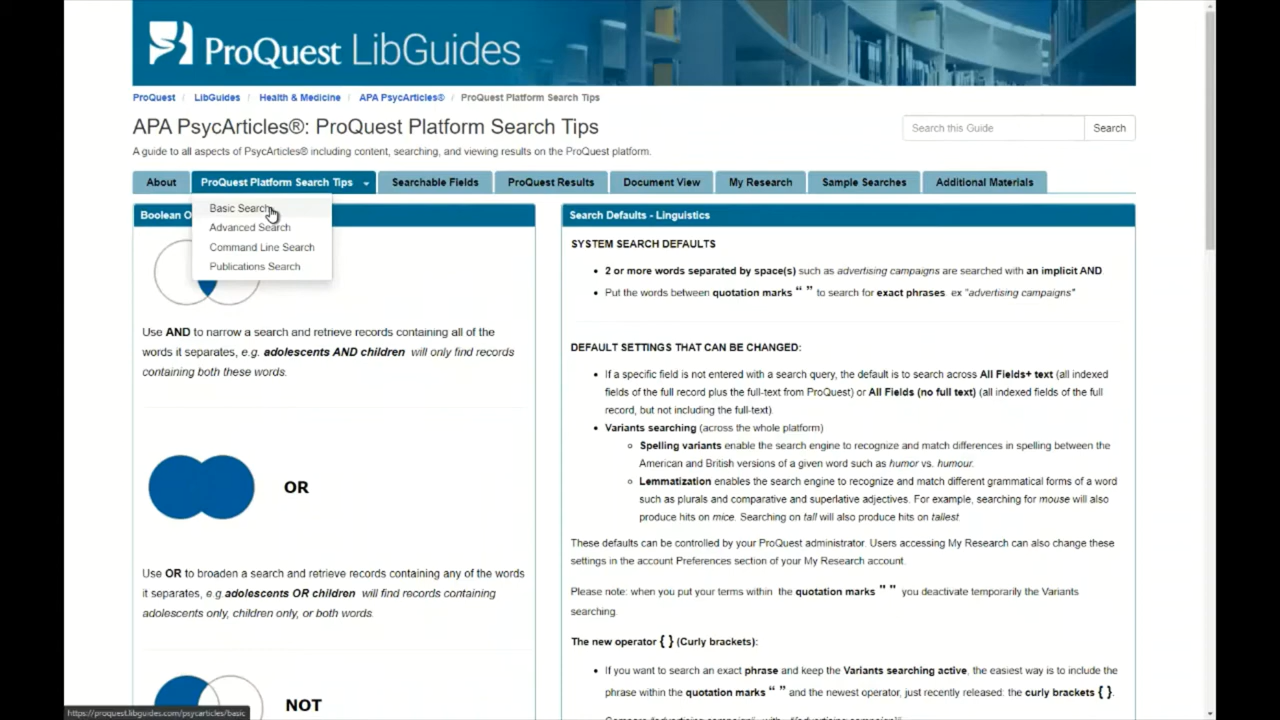 ProQuest LibGuides
ProQuest / LibGuides / Health & Medicine / APA PsycArticles® / ProQuest Platform Search Tips
APA PsycArticles®: ProQuest Platform Search Tips
Search this Guide Search
A guide to all aspects of PsycArticles® including content, searching, and viewing results on the ProQuest platform.
About ProQuest Platform Search Tips Searchable Fields ProQuest Results Document View My Research Sample Searches Additional Materials
Basic Search
Advanced Search
Command Line Search
Publications Search
Boolean O
Use AND to narrow a search and retrieve records containing all of the
words it separates, e.g. adolescents AND children will only find records
containing both these words.
OR
Use OR to broaden a search and retrieve records containing any of the words
it separates, e.g.adolescents OR children will find records containing
adolescents only, children only, or both words.
NOT
Search Defaults - Linguistics
SYSTEM SEARCH DEFAULTS
• 2 or more words separated by space(s) such as advertising campaigns are searched with an implicit AND
• Put the words between quotation marks “ ” to search for exact phrases ex "advertising campaigns"
DEFAULT SETTINGS THAT CAN BE CHANGED:
• If a specific field is not entered with a search query, the default is to search across All Fields+ text (all indexed
fields of the full record plus the full-text from ProQuest) or All Fields (no full text) (all indexed fields of the full
record, but not including the full-text).
• Variants searching (across the whole platform)
○ Spelling variants enable the search engine to recognize and match differences in spelling between the
American and British versions of a given word such as humor vs. humour.
○ Lemmatization enables the search engine to recognize and match different grammatical forms of a word
such as plurals and comparative and superlative adjectives. For example, searching for mouse will also
produce hits on mice. Searching on tall will also produce hits on tallest.
These defaults can be controlled by your ProQuest administrator. Users accessing My Research can also change these
settings in the account Preferences section of your My Research account.
Please note: when you put your terms within the quotation marks " " you deactivate temporarily the Variants
searching.
The new operator { } (Curly brackets):
• If you want to search an exact phrase and keep the Variants searching active, the easiest way is to include the
phrase within the quotation marks “ ” and the newest operator, just recently released: the curly brackets { }.
https://proquest.libguides.com/psycarticles/basic